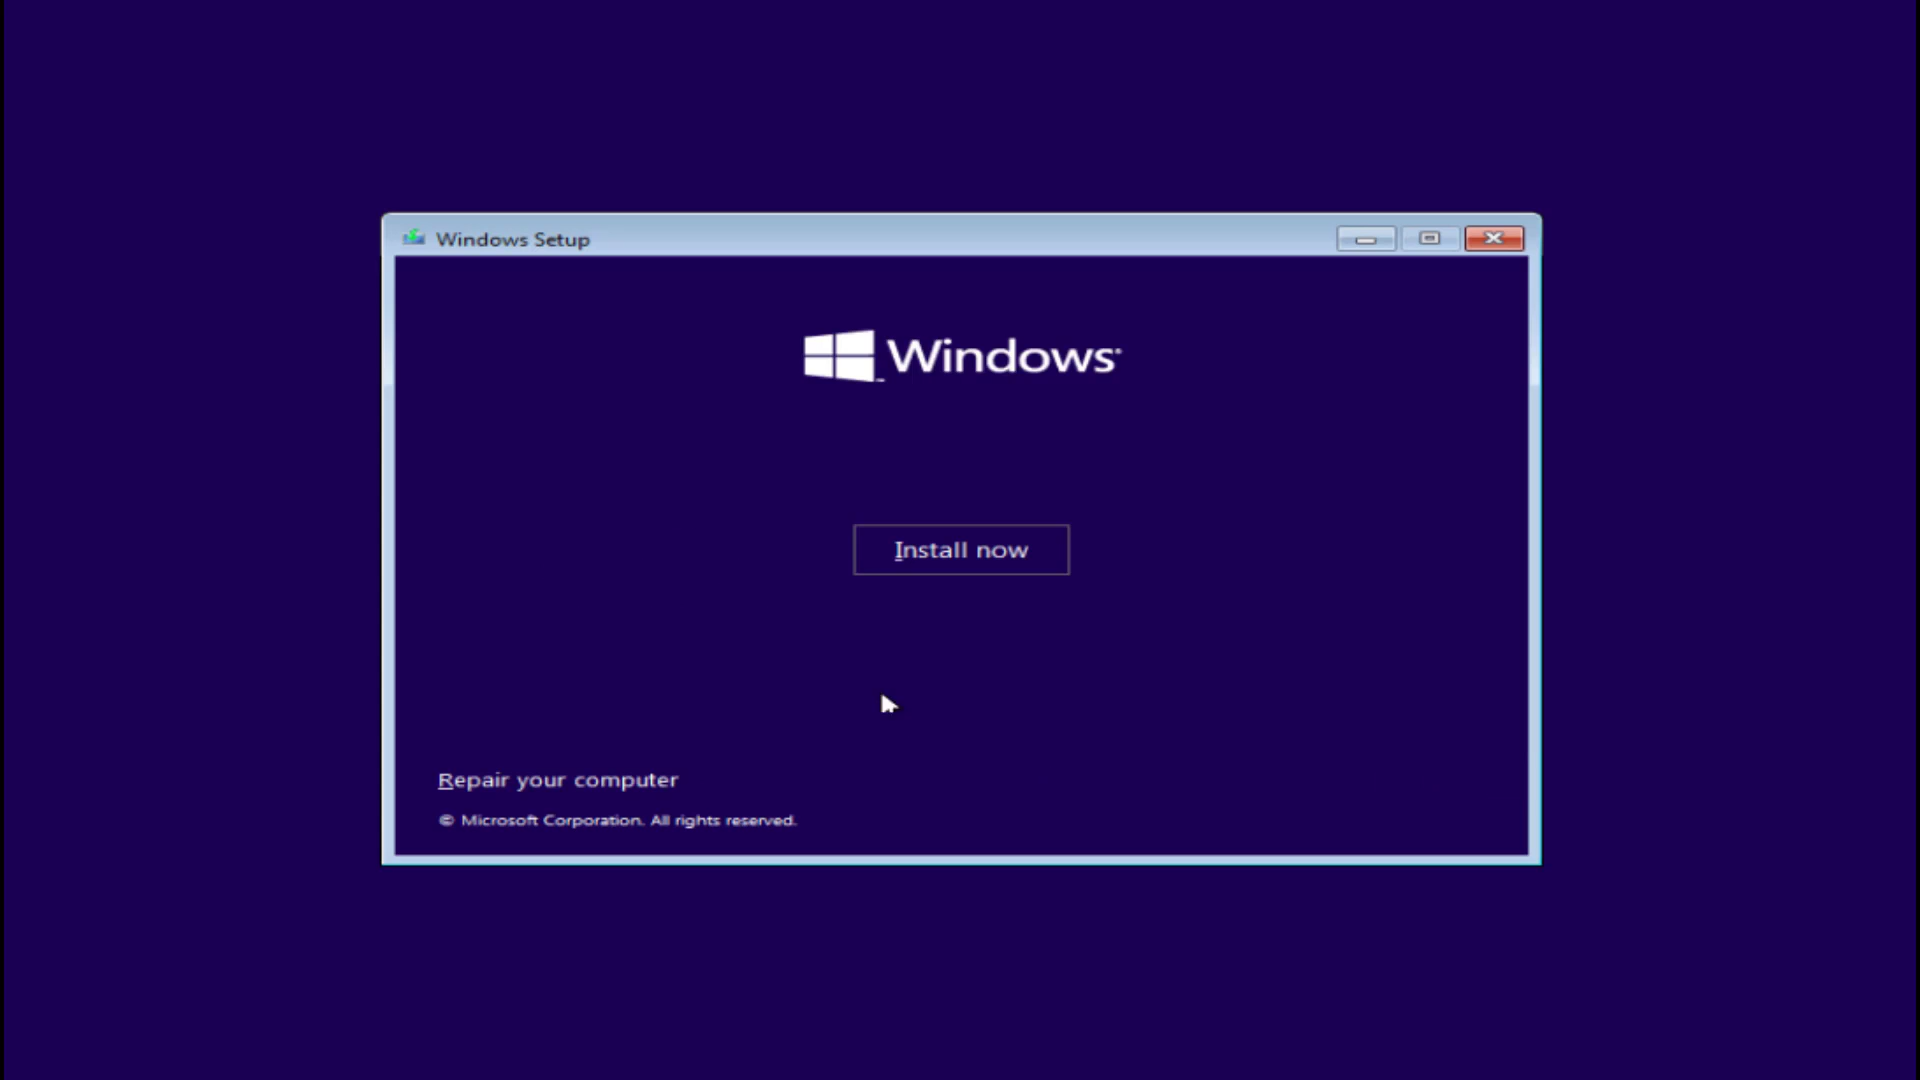 Windows Setup
Windows
Install now
Repair your computer
© Microsoft Corporation. All rights reserved.